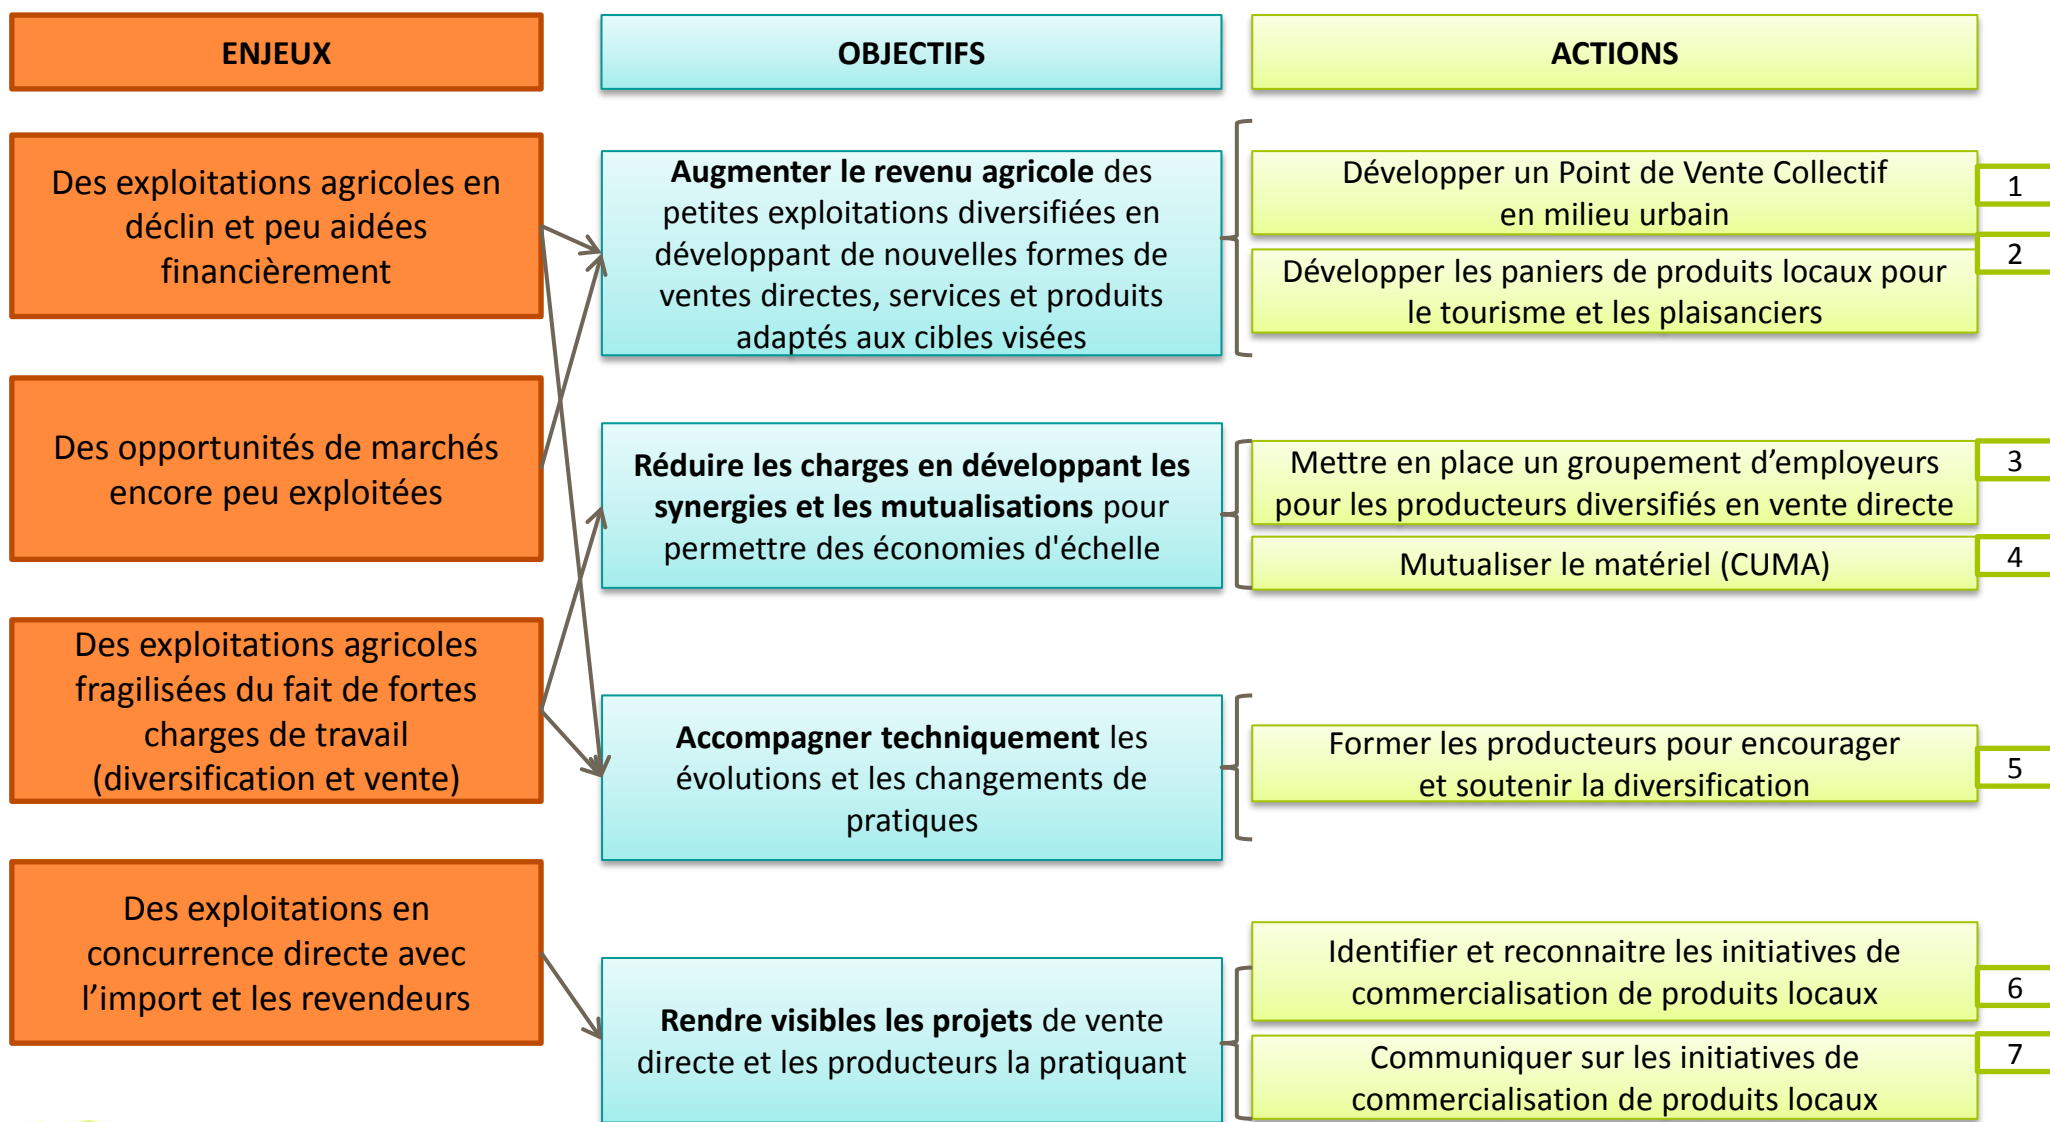 ENJEUX
OBJECTIFS
ACTIONS
Des exploitations agricoles en
déclin et peu aidées
financièrement
Des opportunités de marchés
encore peu exploitées
Des exploitations agricoles
fragilisées du fait de fortes
charges de travail
(diversification et vente)
Des exploitations en
concurrence directe avec
l’import et les revendeurs
Augmenter le revenu agricole des
petites exploitations diversifiées en
développant de nouvelles formes de
ventes directes, services et produits
adaptés aux cibles visées
Réduire les charges en développant les
synergies et les mutualisations pour
permettre des économies d'échelle
Accompagner techniquement les
évolutions et les changements de
pratiques
Rendre visibles les projets de vente
directe et les producteurs la pratiquant
Développer un Point de Vente Collectif
en milieu urbain
1
Développer les paniers de produits locaux pour
le tourisme et les plaisanciers
2
Mettre en place un groupement d’employeurs
pour les producteurs diversifiés en vente directe
3
Mutualiser le matériel (CUMA)
4
Former les producteurs pour encourager
et soutenir la diversification
5
Identifier et reconnaitre les initiatives de
commercialisation de produits locaux
6
Communiquer sur les initiatives de
commercialisation de produits locaux
7